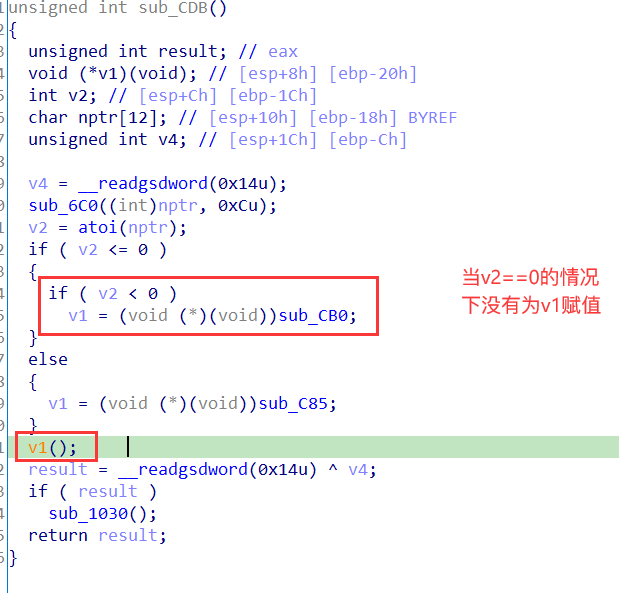 unsigned int sub_CDB()
{
unsigned int result; // eax
void (*v1)(void); // [esp+8h] [ebp-20h]
int v2; // [esp+Ch] [ebp-1Ch]
char nptr[12]; // [esp+10h] [ebp-18h] BYREF
unsigned int v4; // [esp+1Ch] [ebp-Ch]
v4 = __readgsdword(0x14u);
sub_6C0((int)nptr, 0xCu);
v2 = atoi(nptr);
if ( v2 <= 0 )
{
if ( v2 < 0 )
v1 = (void (*)(void))sub_CB0;
}
else
{
v1 = (void (*)(void))sub_C85;
}
v1();
result = __readgsdword(0x14u) ^ v4;
if ( result )
sub_1030();
return result;
}
当v2==0的情况
下没有为v1赋值